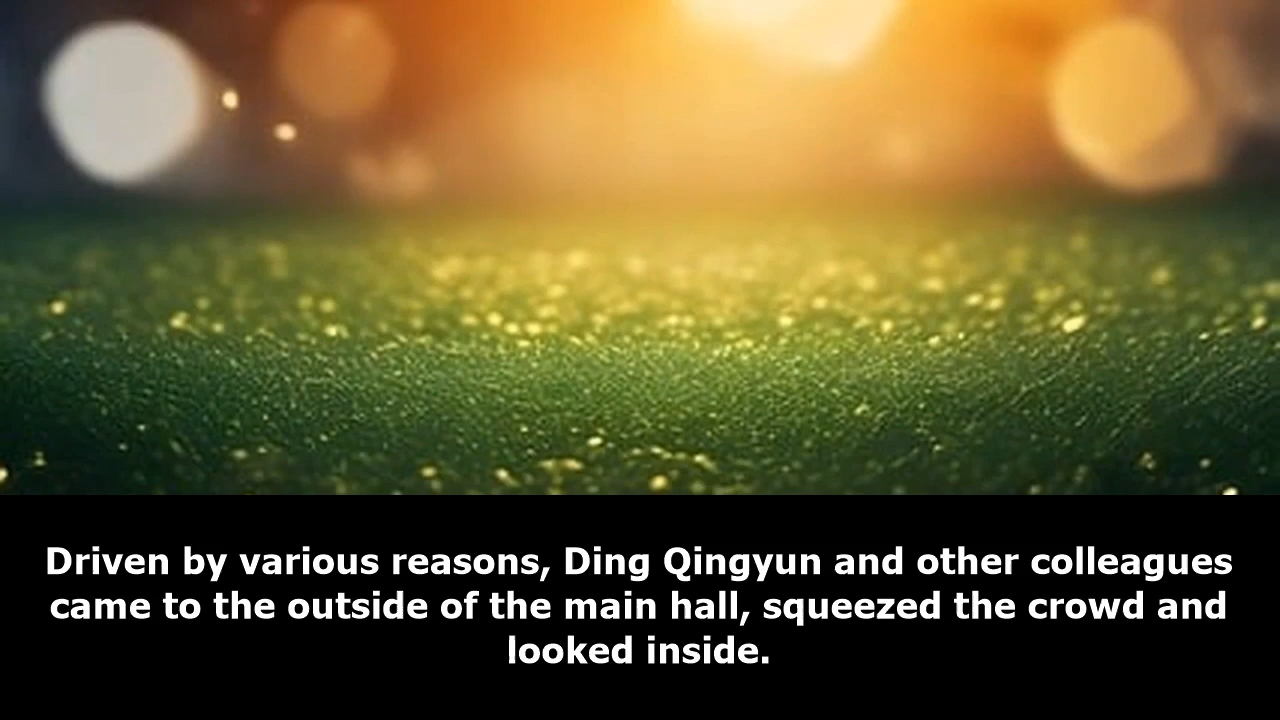 Driven by various reasons, Ding Qingyun and other colleagues
came to the outside of the main hall, squeezed the crowd and
looked inside.